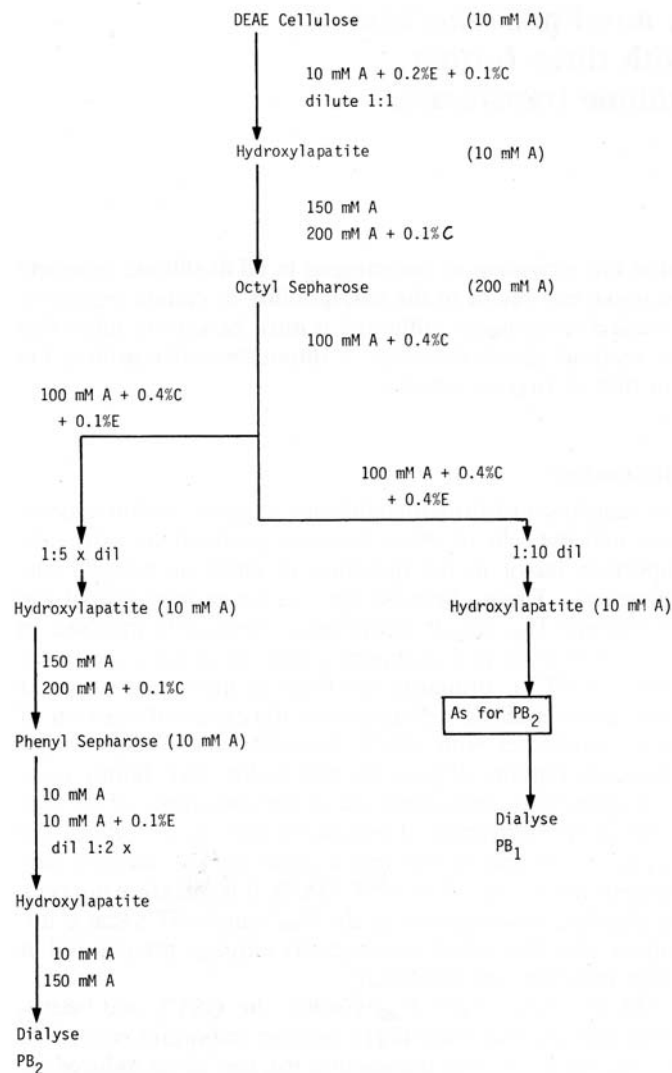 DEAE Cellulose (10 mM A)
10 mM A + 0.2%E + 0.1%C
dilute 1:1
Hydroxylapatite (10 mM A)
150 mM A
200 mM A + 0.1%C
Octyl Sepharose (200 mM A)
100 mM A + 0.4%C
100 mM A + 0.4%C
+ 0.1%E
100 mM A + 0.4%C
+ 0.4%E
1:5 x dil
1:10 dil
Hydroxylapatite (10 mM A)
Hydroxylapatite (10 mM A)
150 mM A
200 mM A + 0.1%C
As for PB2
Phenyl Sepharose (10 mM A)
10 mM A
10 mM A + 0.1%E
dil 1:2 x
Dialyse
PB1
Hydroxylapatite
10 mM A
150 mM A
Dialyse
PB2